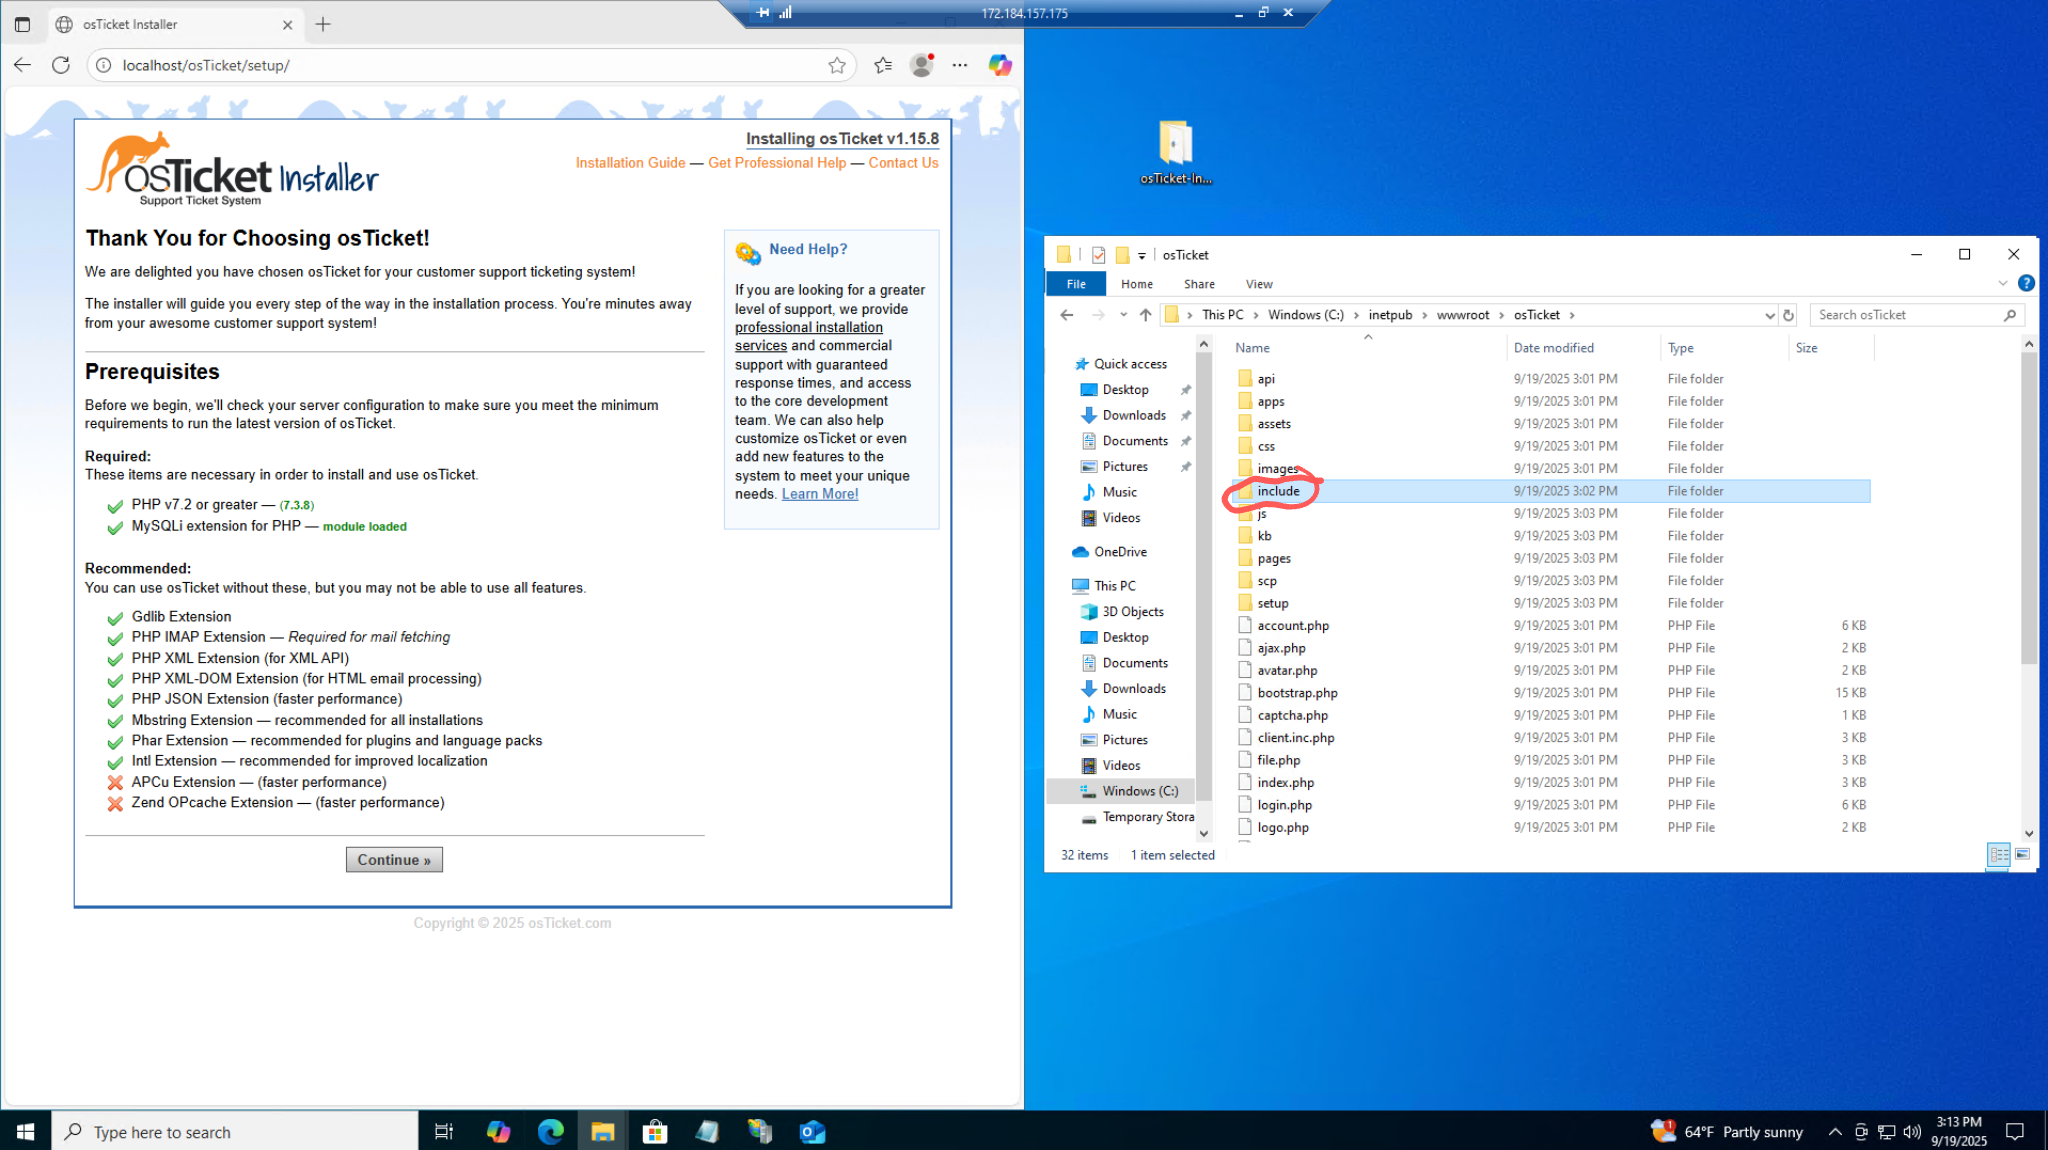 osTicket Installer
172.184.157.175
localhost/osTicket/setup/
osTicket Installer
Support Ticket System
Installing osTicket v1.15.8
Installation Guide — Get Professional Help — Contact Us
Thank You for Choosing osTicket!
We are delighted you have chosen osTicket for your customer support ticketing system!
The installer will guide you every step of the way in the installation process. You're minutes away
from your awesome customer support system!
Prerequisites
Before we begin, we'll check your server configuration to make sure you meet the minimum
requirements to run the latest version of osTicket.
Required:
These items are necessary in order to install and use osTicket.
PHP v7.2 or greater — (7.3.8)
MySQLi extension for PHP — module loaded
Recommended:
You can use osTicket without these, but you may not be able to use all features.
Gdlib Extension
PHP IMAP Extension — Required for mail fetching
PHP XML Extension (for XML API)
PHP XML-DOM Extension (for HTML email processing)
PHP JSON Extension (faster performance)
Mbstring Extension — recommended for all installations
Phar Extension — recommended for plugins and language packs
Intl Extension — recommended for improved localization
APCu Extension — (faster performance)
Zend OPcache Extension — (faster performance)
Continue »
Need Help?
If you are looking for a greater
level of support, we provide
professional installation
services and commercial
support with guaranteed
response times, and access
to the core development
team. We can also help
customize osTicket or even
add new features to the
system to meet your unique
needs. Learn More!
Copyright © 2025 osTicket.com
osTicket-In...
osTicket
File Home Share View
This PC > Windows (C:) > inetpub > wwwroot > osTicket >
Search osTicket
Quick access
Desktop
Downloads
Documents
Pictures
Music
Videos
OneDrive
This PC
3D Objects
Desktop
Documents
Downloads
Music
Pictures
Videos
Windows (C:)
Temporary Stora
Name Date modified Type Size
api 9/19/2025 3:01 PM File folder
apps 9/19/2025 3:01 PM File folder
assets 9/19/2025 3:01 PM File folder
css 9/19/2025 3:01 PM File folder
images 9/19/2025 3:01 PM File folder
include 9/19/2025 3:02 PM File folder
js 9/19/2025 3:03 PM File folder
kb 9/19/2025 3:03 PM File folder
pages 9/19/2025 3:03 PM File folder
scp 9/19/2025 3:03 PM File folder
setup 9/19/2025 3:03 PM File folder
account.php 9/19/2025 3:01 PM PHP File 6 KB
ajax.php 9/19/2025 3:01 PM PHP File 2 KB
avatar.php 9/19/2025 3:01 PM PHP File 2 KB
bootstrap.php 9/19/2025 3:01 PM PHP File 15 KB
captcha.php 9/19/2025 3:01 PM PHP File 1 KB
client.inc.php 9/19/2025 3:01 PM PHP File 3 KB
file.php 9/19/2025 3:01 PM PHP File 3 KB
index.php 9/19/2025 3:01 PM PHP File 3 KB
login.php 9/19/2025 3:01 PM PHP File 6 KB
logo.php 9/19/2025 3:01 PM PHP File 2 KB
32 items 1 item selected
Type here to search
64°F Partly sunny
3:13 PM
9/19/2025